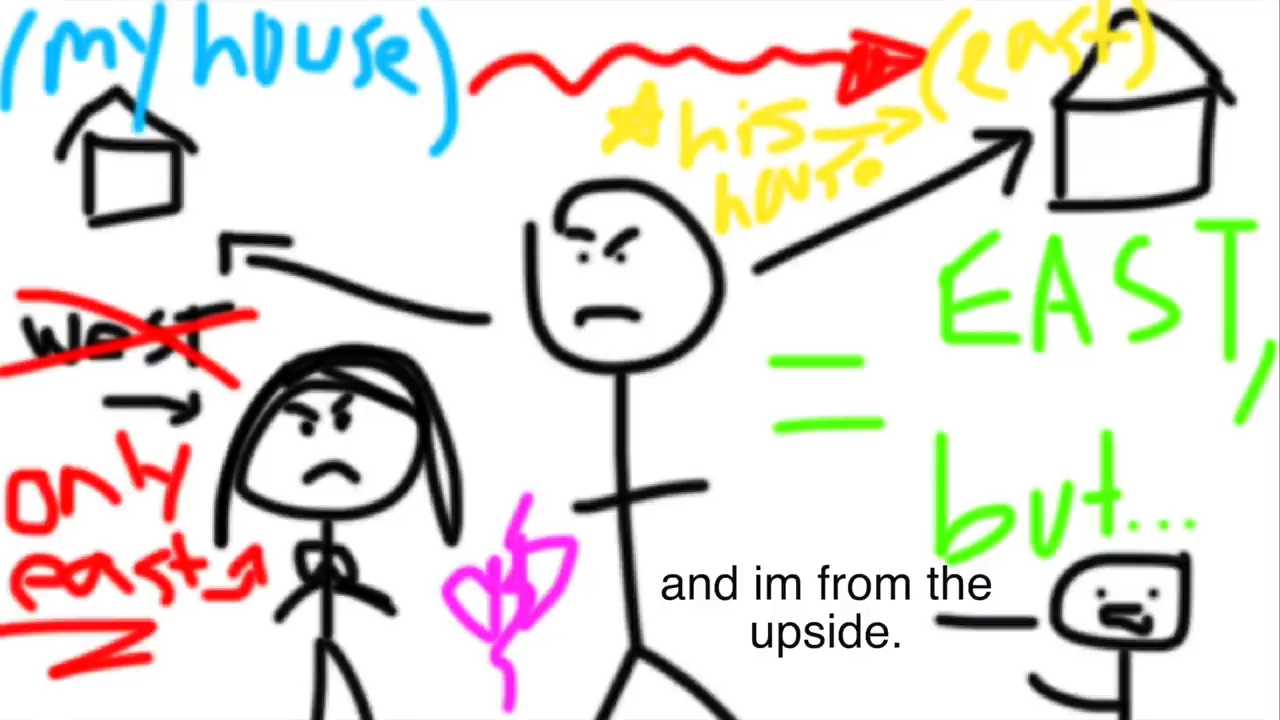 (my house)
(east)
★his
house
west
EAST,
only
east
but...
and im from the
upside.